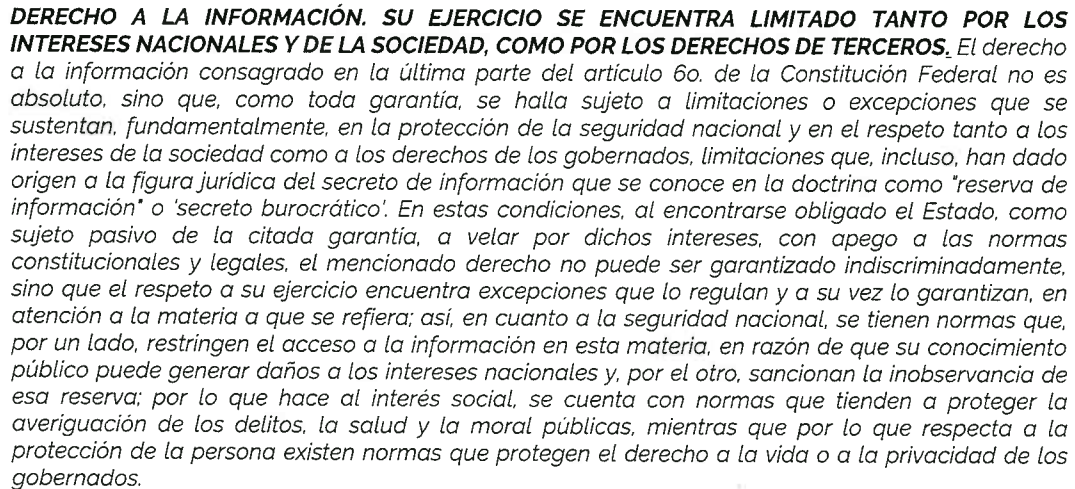 DERECHO A LA INFORMACIÓN. SU EJERCICIO SE ENCUENTRA LIMITADO TANTO POR LOS
INTERESES NACIONALES Y DE LA SOCIEDAD, COMO POR LOS DERECHOS DE TERCEROS. El derecho
a la información consagrado en la última parte del artículo 6o. de la Constitución Federal no es
absoluto, sino que, como toda garantía, se halla sujeto a limitaciones o excepciones que se
sustentan, fundamentalmente, en la protección de la seguridad nacional y en el respeto tanto a los
intereses de la sociedad como a los derechos de los gobernados, limitaciones que, incluso, han dado
origen a la figura jurídica del secreto de información que se conoce en la doctrina como "reserva de
información" o 'secreto burocrático'. En estas condiciones, al encontrarse obligado el Estado, como
sujeto pasivo de la citada garantía, a velar por dichos intereses, con apego a las normas
constitucionales y legales, el mencionado derecho no puede ser garantizado indiscriminadamente,
sino que el respeto a su ejercicio encuentra excepciones que lo regulan y a su vez lo garantizan, en
atención a la materia a que se refiera; así, en cuanto a la seguridad nacional, se tienen normas que,
por un lado, restringen el acceso a la información en esta materia, en razón de que su conocimiento
público puede generar daños a los intereses nacionales y, por el otro, sancionan la inobservancia de
esa reserva; por lo que hace al interés social, se cuenta con normas que tienden a proteger la
averiguación de los delitos, la salud y la moral públicas, mientras que por lo que respecta a la
protección de la persona existen normas que protegen el derecho a la vida o a la privacidad de los
gobernados.